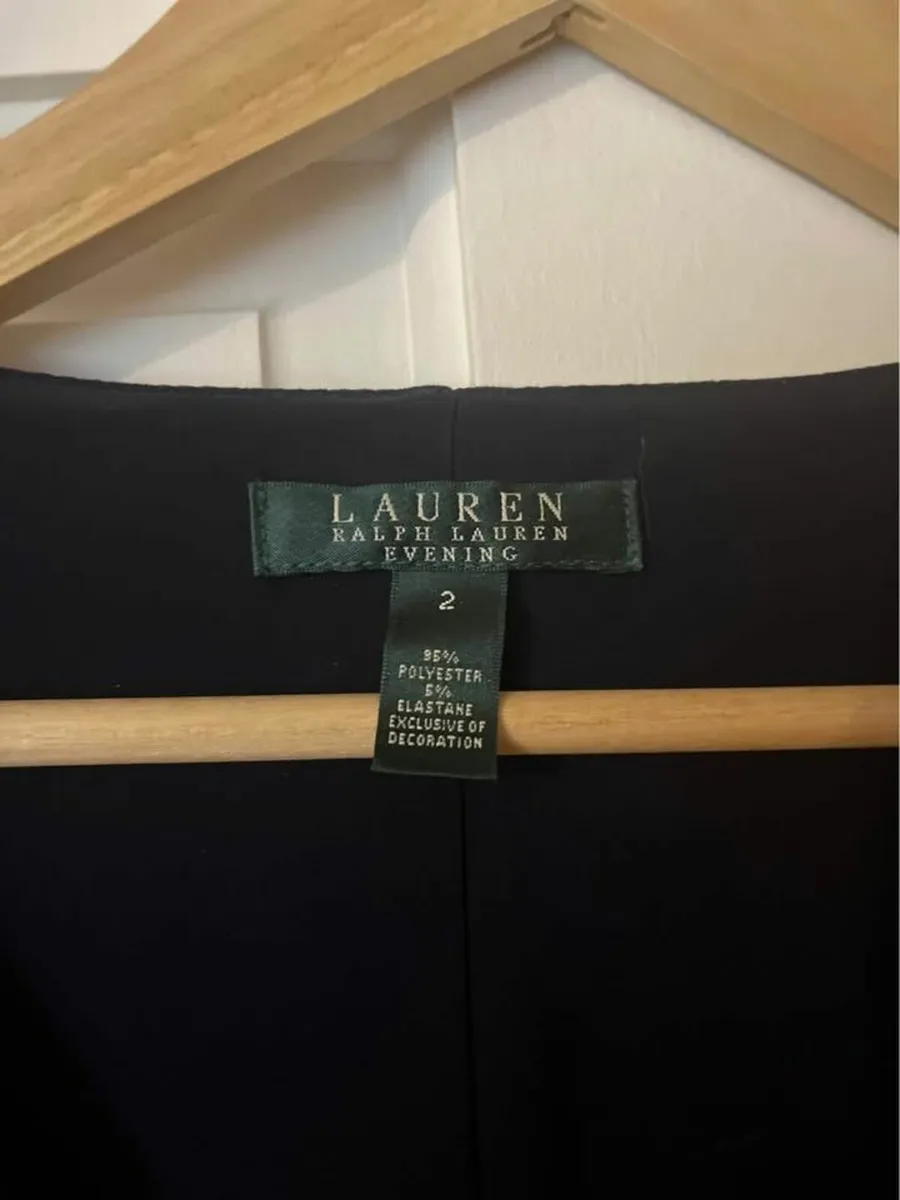 LAUREN
RALPH LAUREN
EVENING
2
95%
POLYESTER
5%
ELASTANE
EXCLUSIVE OF
DECORATION